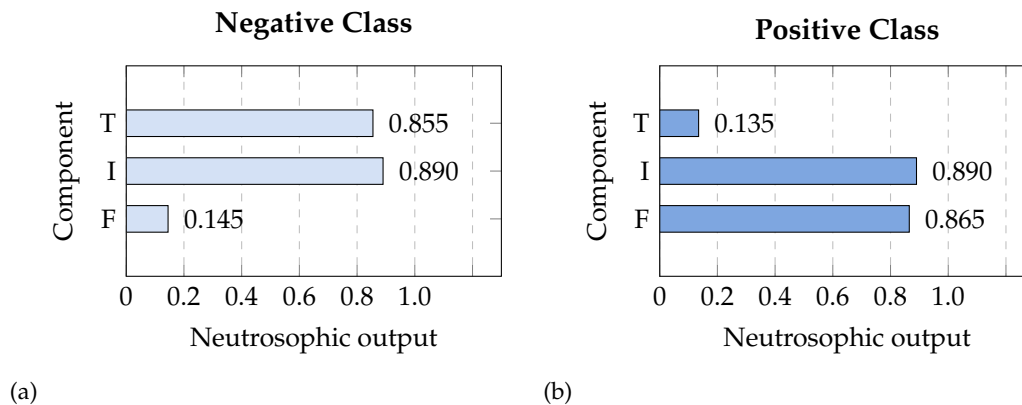 Negative Class
Component
T
0.855
I
0.890
F
0.145
0 0.2 0.4 0.6 0.8 1.0
Neutrosophic output
(a)
Positive Class
Component
T
0.135
I
0.890
F
0.865
0 0.2 0.4 0.6 0.8 1.0
Neutrosophic output
(b)